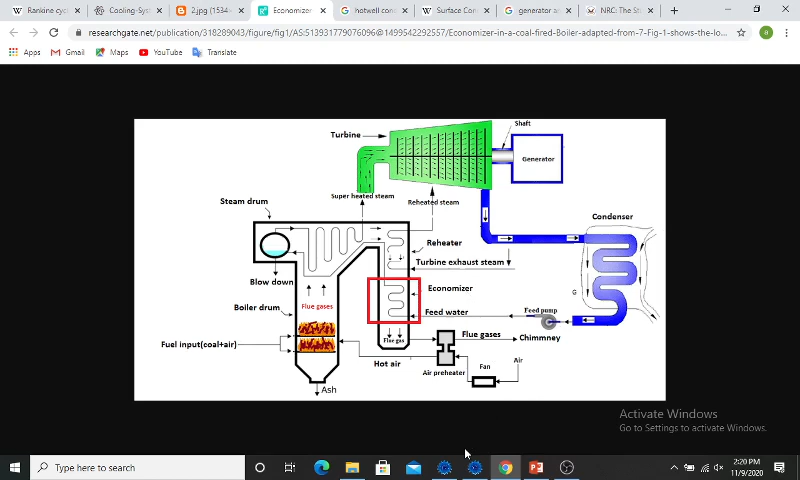 Rankine cyc
Cooling-Syst
2.jpg (1534×
Economizer
hotwell conc
Surface Con
generator an
NRC: The Stu
researchgate.net/publication/318289043/figure/fig1/AS:513931779076096@1499542292557/Economizer-in-a-coal-fired-Boiler-adapted-from-7-Fig-1-shows-the-lo...
a
Apps
Gmail
Maps
YouTube
Translate
Shaft
Turbine
Generator
Super heated steam
Reheated steam
Steam drum
Condenser
Reheater
Turbine exhaust steam
Blow down
Economizer
G
Flue gases
Boiler drum
Feed water
Feed pump
Flue gases
Fuel input(coal+air)
Flue gas
Chimmney
Hot air
Air preheater
Fan
Air
Ash
Activate Windows
Go to Settings to activate Windows.
Type here to search
2:20 PM
11/9/2020